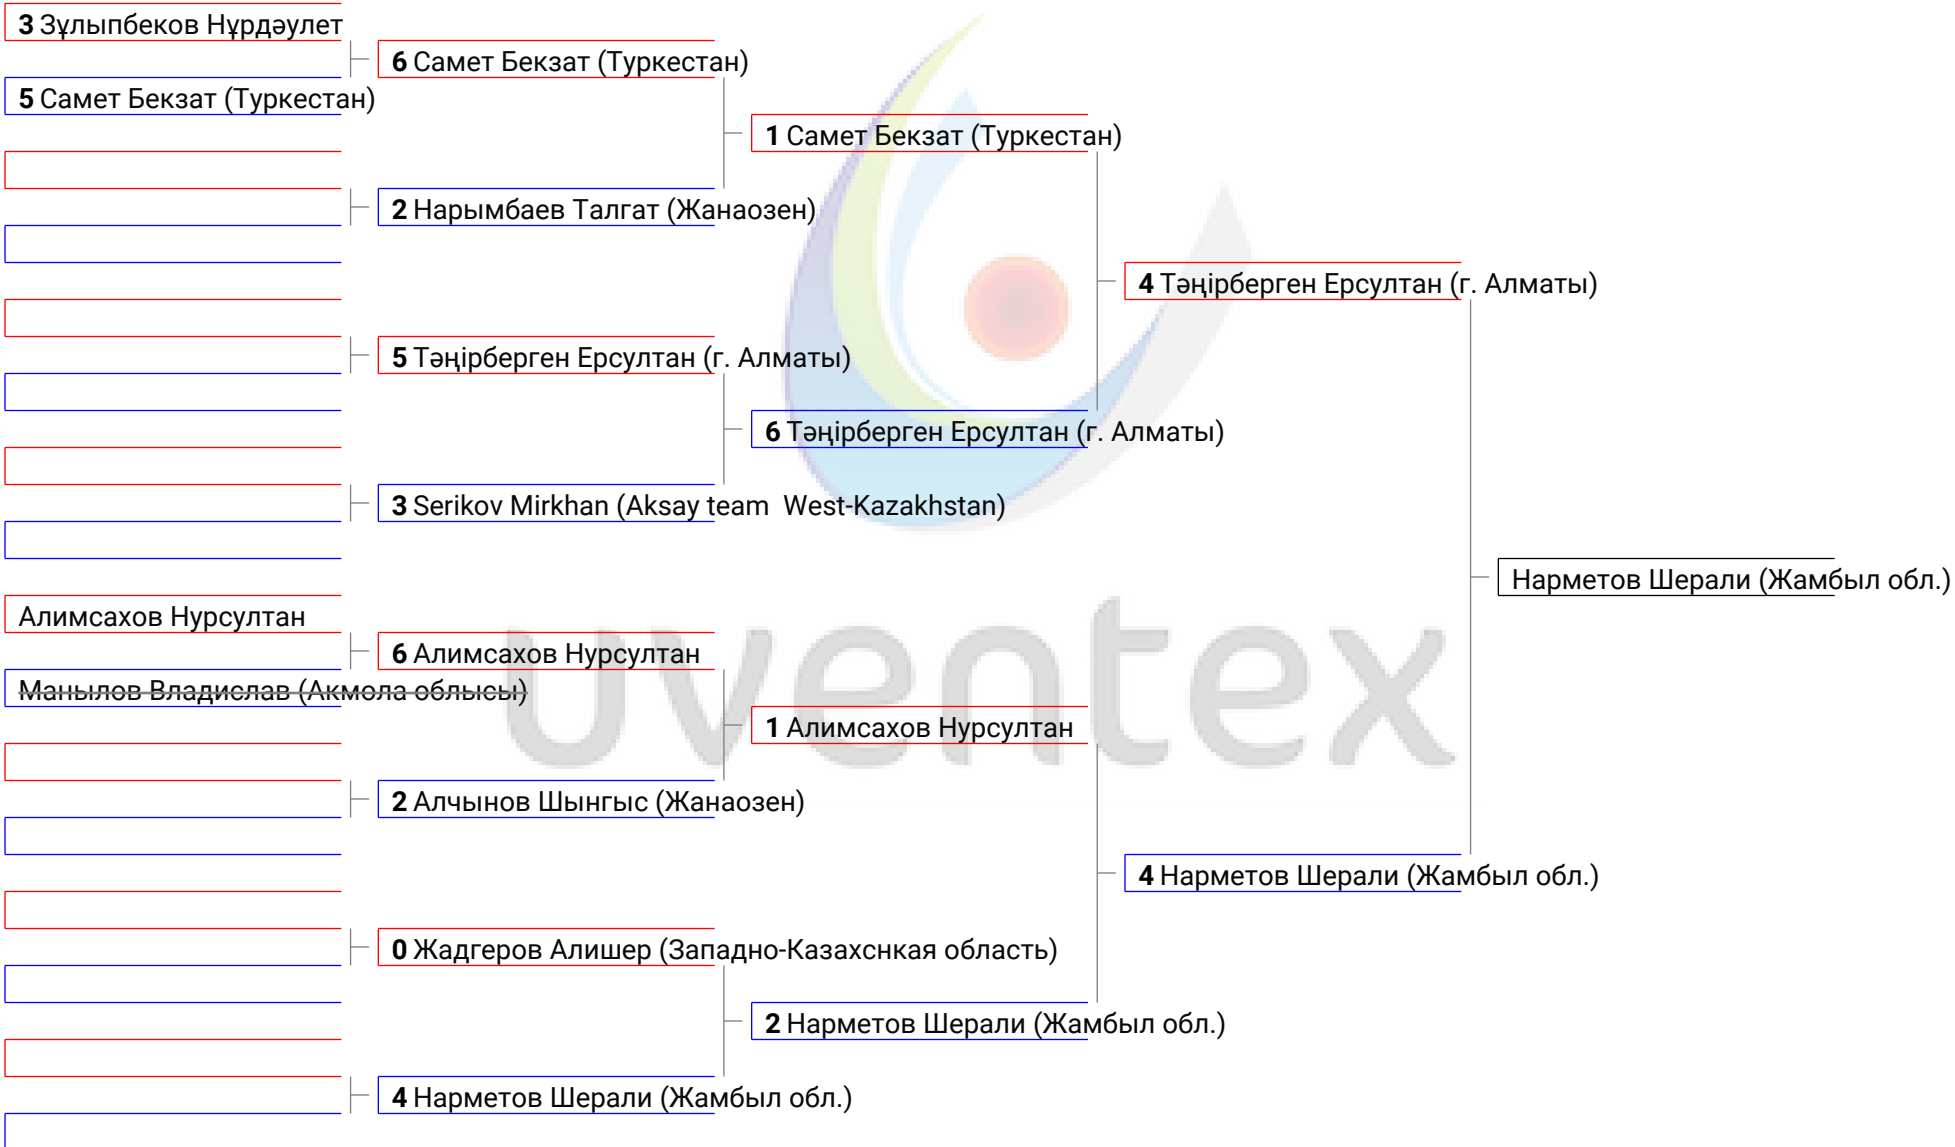 3 Зұлыпбеков Нұрдәулет
6 Самет Бекзат (Туркестан)
5 Самет Бекзат (Туркестан)
1 Самет Бекзат (Туркестан)
2 Нарымбаев Талгат (Жанаозен)
4 Тәңірберген Ерсултан (г. Алматы)
5 Тәңірберген Ерсултан (г. Алматы)
6 Тәңірберген Ерсултан (г. Алматы)
3 Serikov Mirkhan (Aksay team  West-Kazakhstan)
Нарметов Шерали (Жамбыл обл.)
Алимсахов Нурсултан
6 Алимсахов Нурсултан
Манылов Владислав (Акмола облысы)
uventex
1 Алимсахов Нурсултан
2 Алчынов Шынгыс (Жанаозен)
4 Нарметов Шерали (Жамбыл обл.)
0 Жадгеров Алишер (Западно-Казахснкая область)
2 Нарметов Шерали (Жамбыл обл.)
4 Нарметов Шерали (Жамбыл обл.)